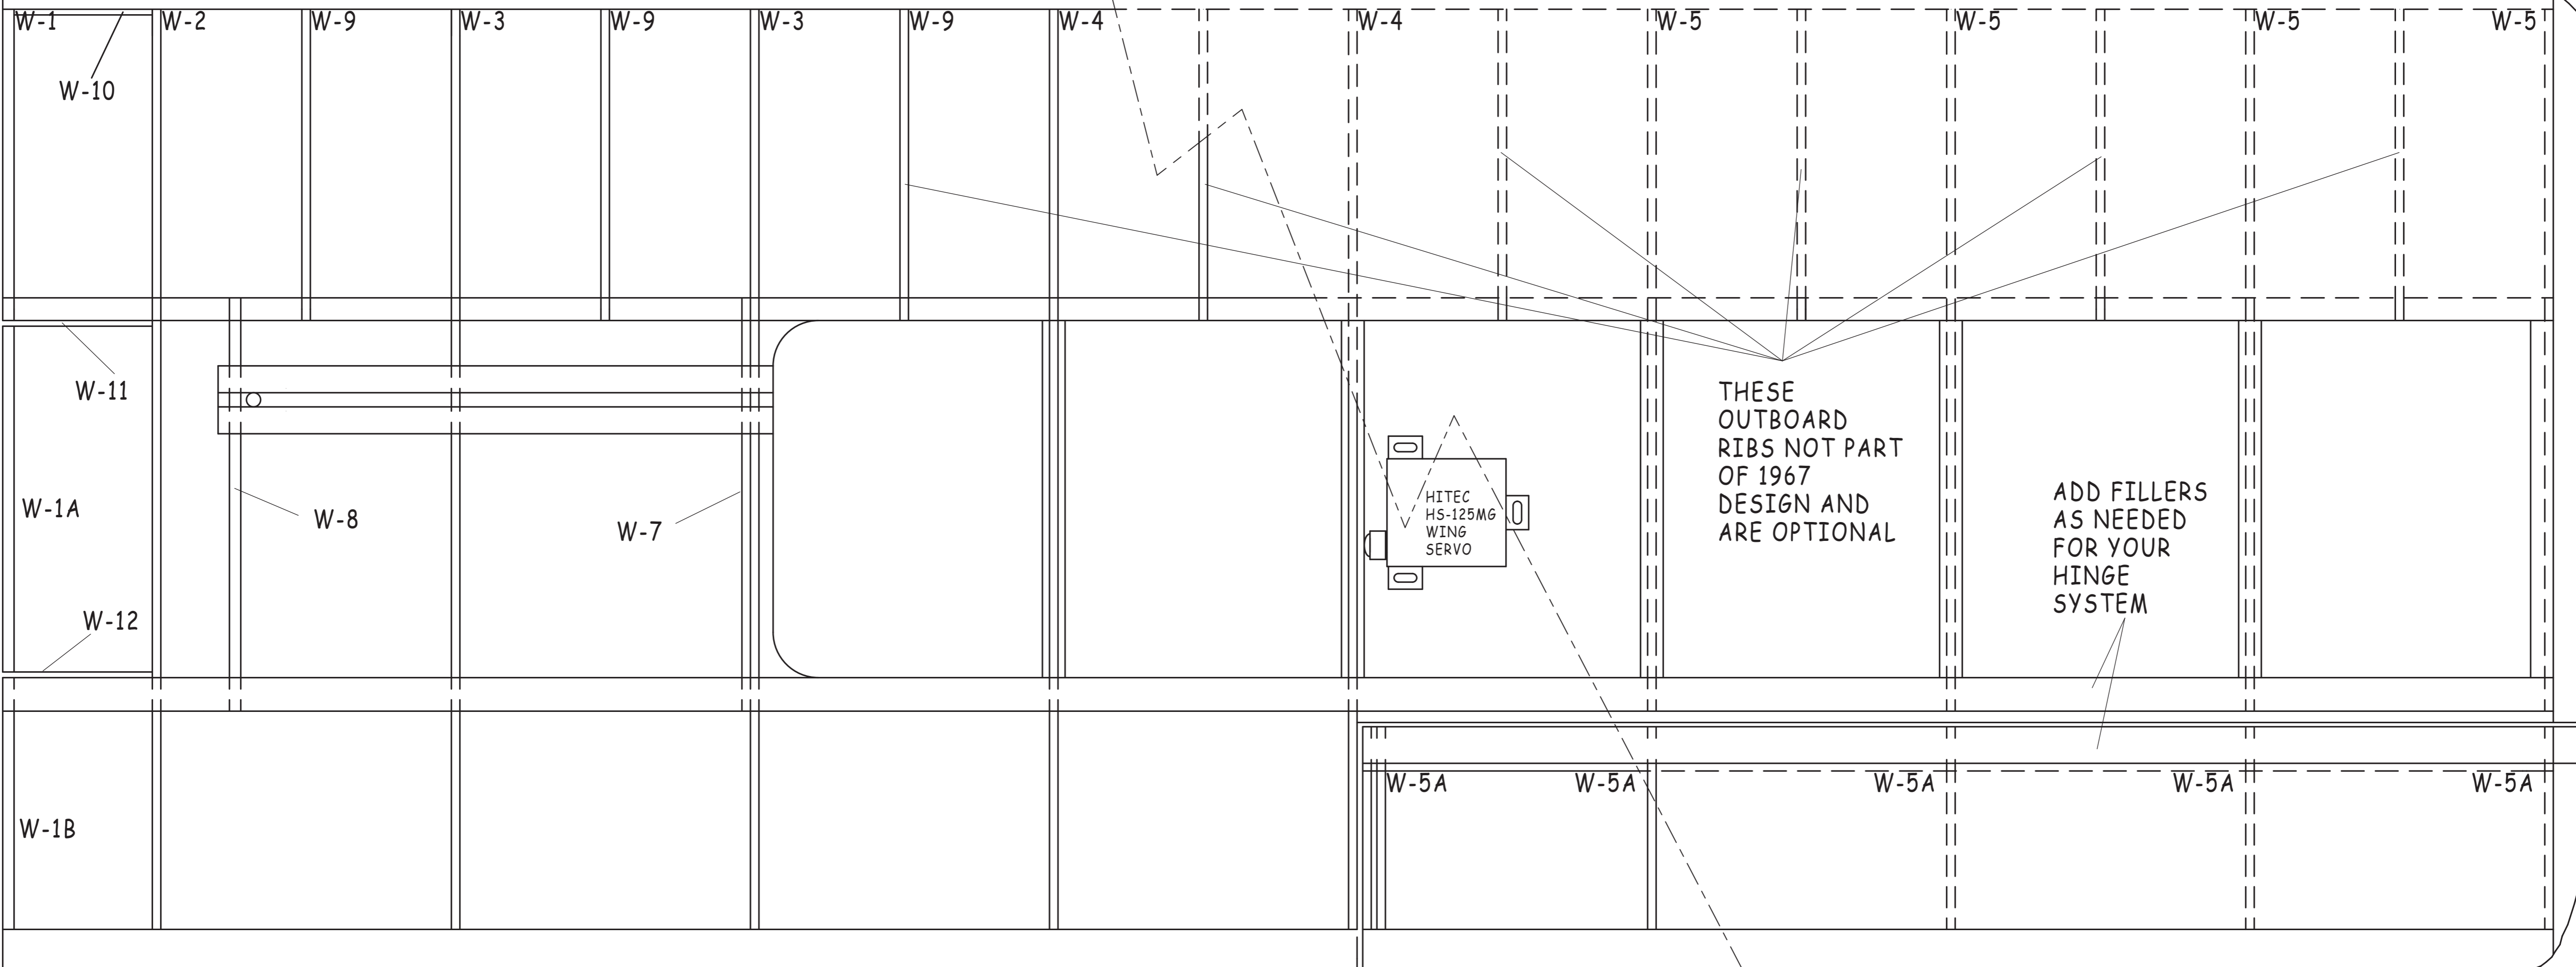 W-1 W-2 W-9 W-3 W-9 W-3 W-9 W-4 W-4 W-5 W-5 W-5 W-5
W-10
W-11
W-1A
W-8
W-7
W-12
HITEC
HS-125MG
WING
SERVO
THESE
OUTBOARD
RIBS NOT PART
OF 1967
DESIGN AND
ARE OPTIONAL
ADD FILLERS
AS NEEDED
FOR YOUR
HINGE
SYSTEM
W-5A W-5A W-5A W-5A W-5A
W-1B